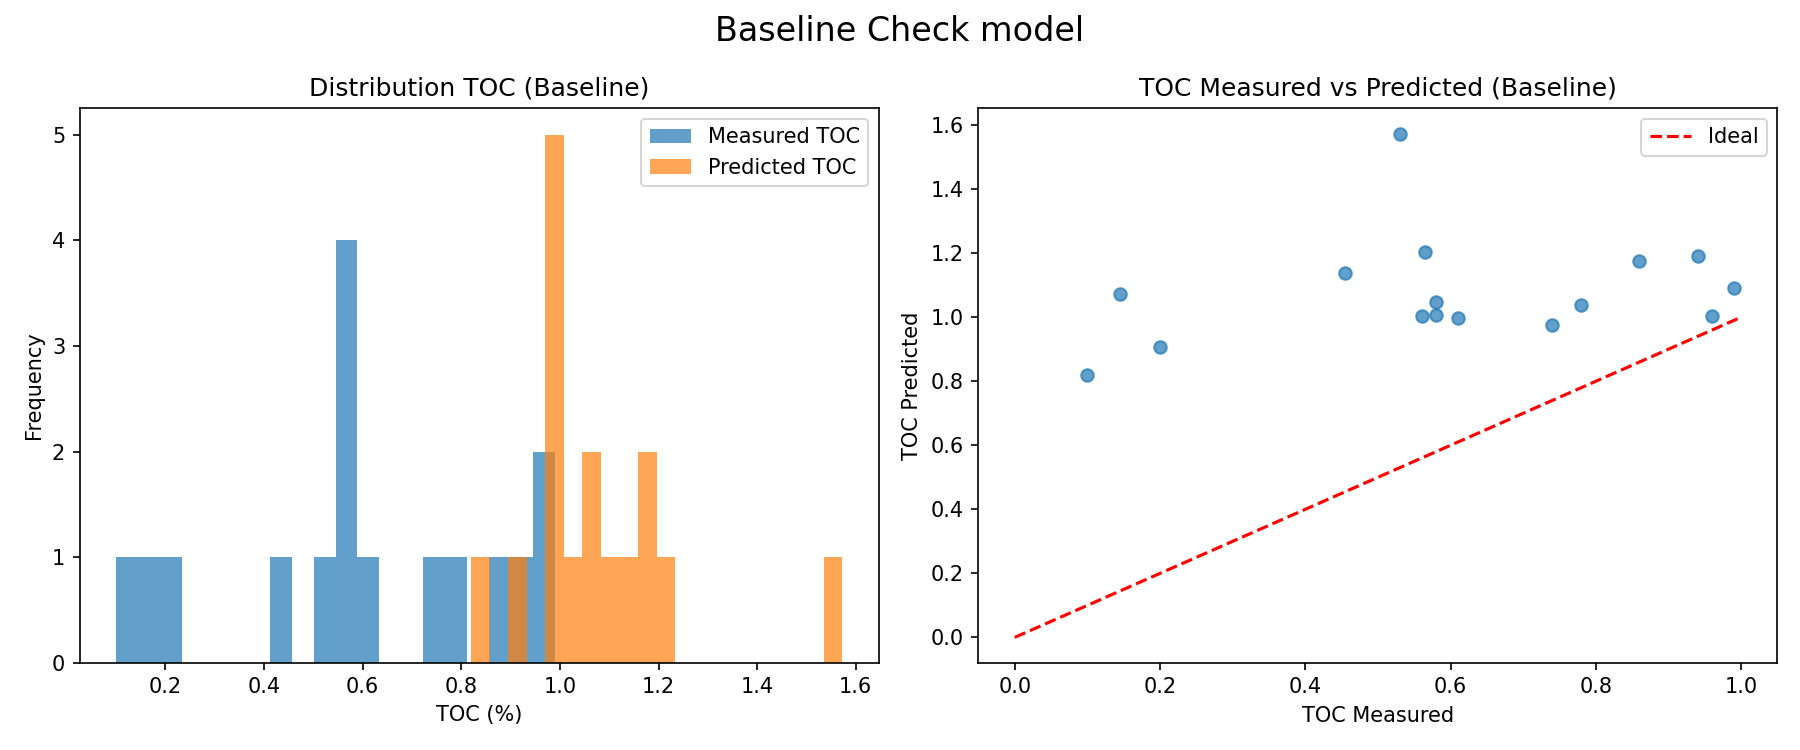 Baseline Check model
Distribution TOC (Baseline)
Measured TOC
Predicted TOC
Frequency
5
4
3
2
1
0
0.2 0.4 0.6 0.8 1.0 1.2 1.4 1.6
TOC (%)
TOC Measured vs Predicted (Baseline)
Ideal
TOC Predicted
1.6
1.4
1.2
1.0
0.8
0.6
0.4
0.2
0.0
0.0 0.2 0.4 0.6 0.8 1.0
TOC Measured